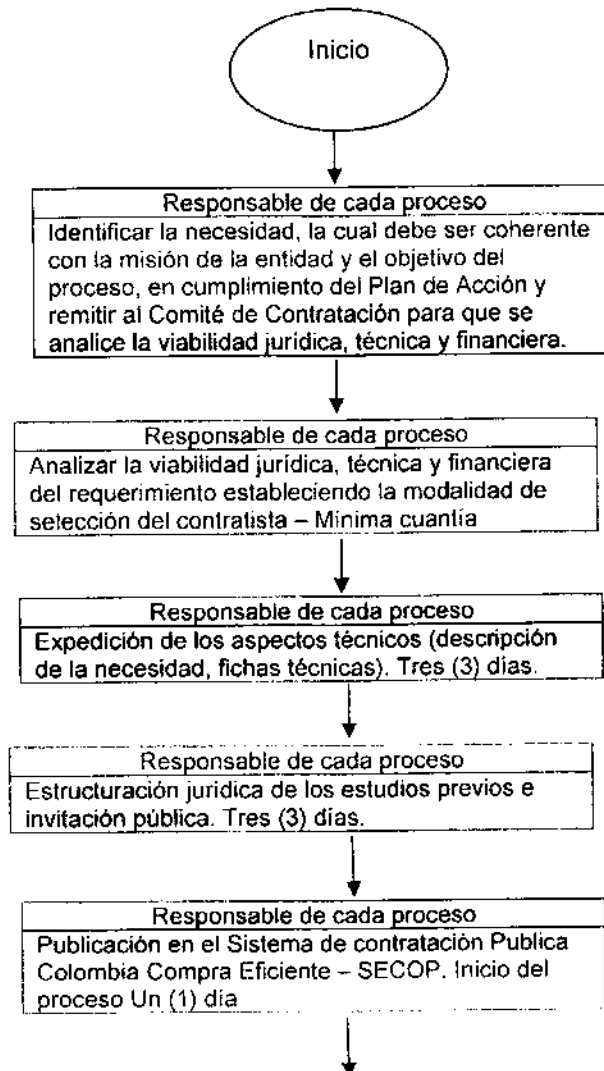 Inicio
Responsable de cada proceso
Identificar la necesidad, la cual debe ser coherente
con la misión de la entidad y el objetivo del
proceso, en cumplimiento del Plan de Acción y
remitir al Comité de Contratación para que se
analice la viabilidad jurídica, técnica y financiera.
Responsable de cada proceso
Analizar la viabilidad jurídica, técnica y financiera
del requerimiento estableciendo la modalidad de
selección del contratista – Mínima cuantía
Responsable de cada proceso
Expedición de los aspectos técnicos (descripción
de la necesidad, fichas técnicas). Tres (3) días.
Responsable de cada proceso
Estructuración jurídica de los estudios previos e
invitación pública. Tres (3) días.
Responsable de cada proceso
Publicación en el Sistema de contratación Publica
Colombia Compra Eficiente – SECOP. Inicio del
proceso Un (1) día